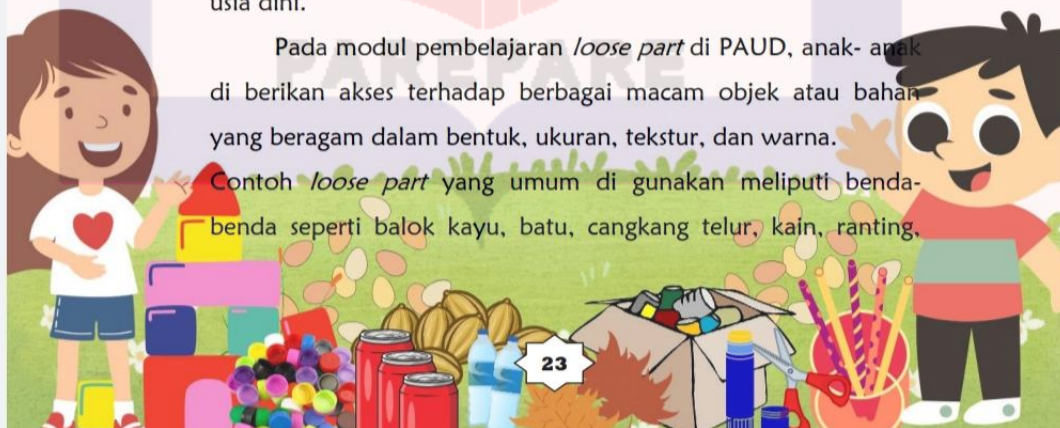 usia dini.
PAREPARE
Pada modul pembelajaran loose part di PAUD, anak- anak
di berikan akses terhadap berbagai macam objek atau bahan
yang beragam dalam bentuk, ukuran, tekstur, dan warna.
Contoh loose part yang umum di gunakan meliputi benda-
benda seperti balok kayu, batu, cangkang telur, kain, ranting,
23